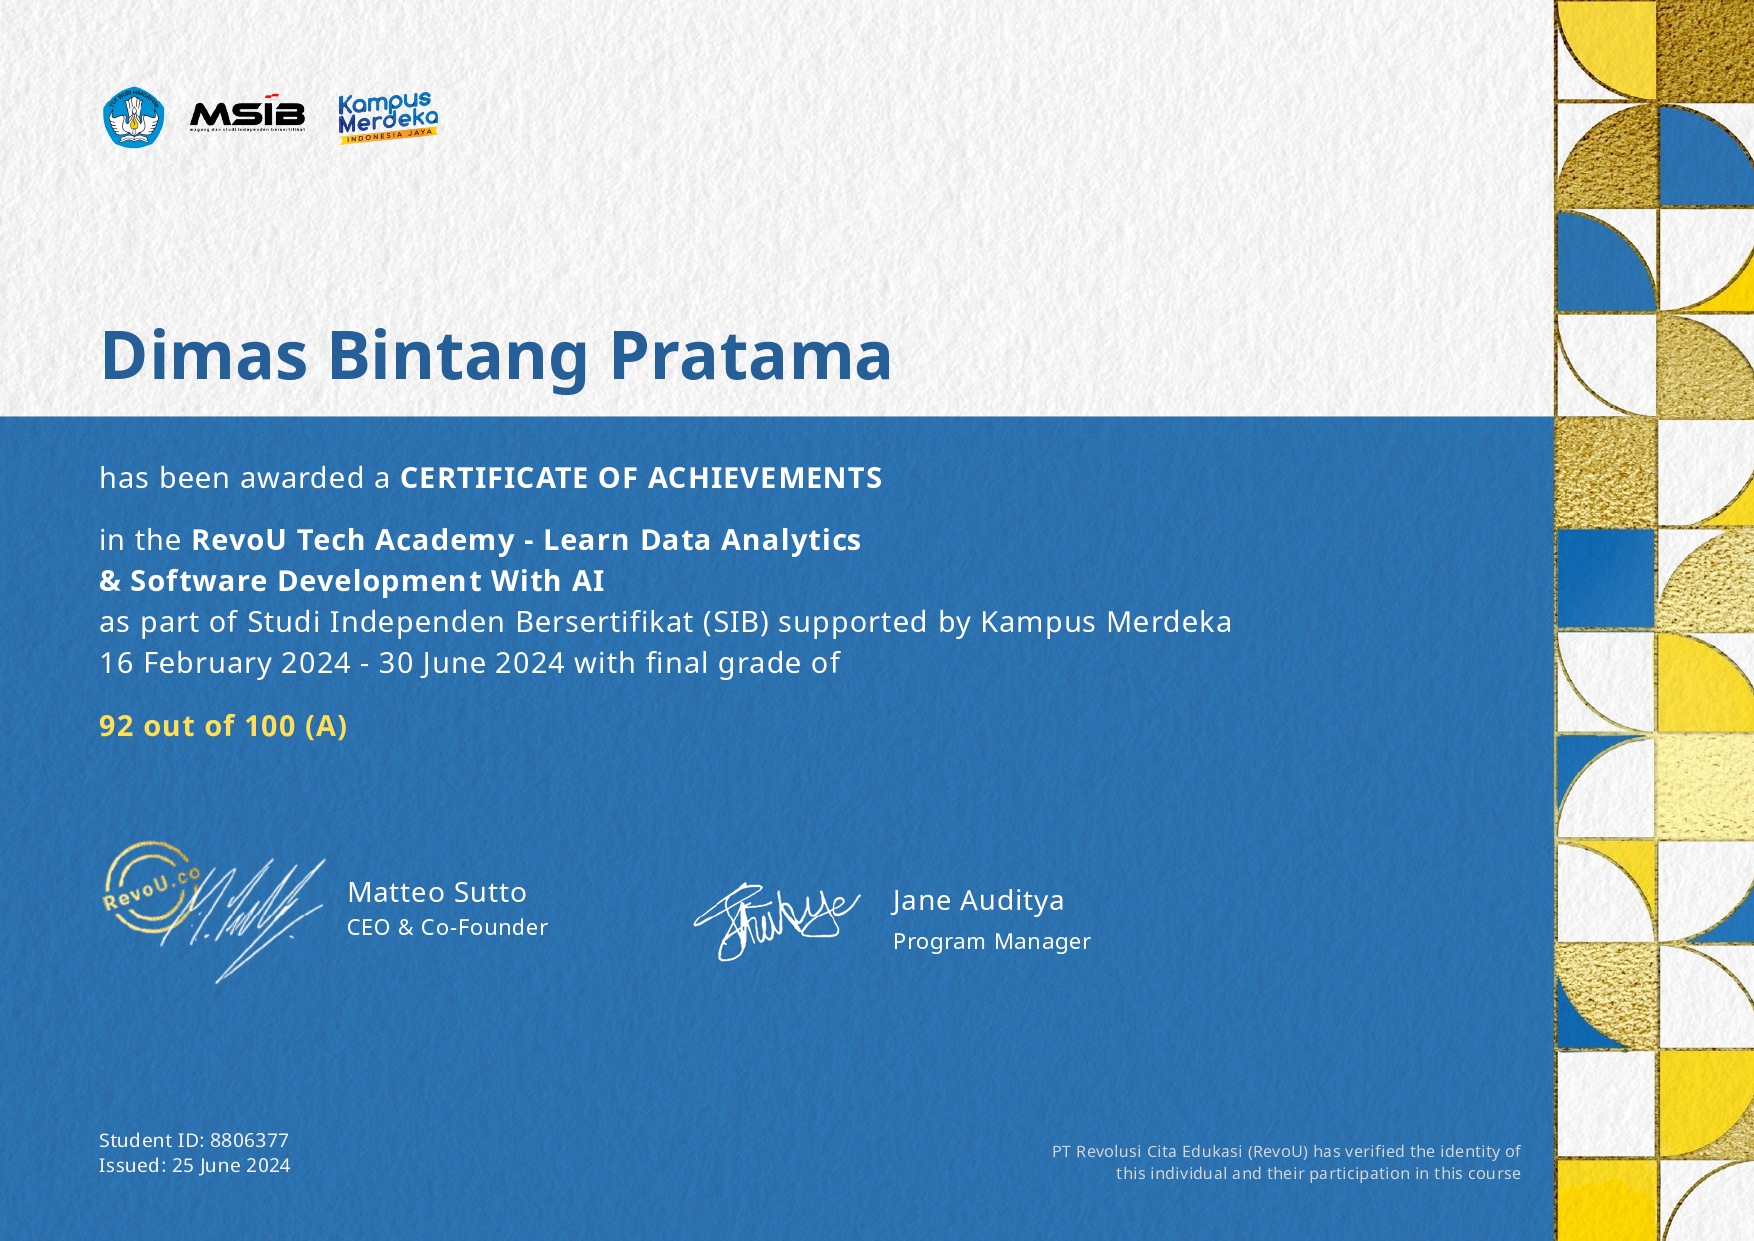 MSIB
magang dan studi independen bersertifikat
Kampus
Merdeka
INDONESIA JAYA
Dimas Bintang Pratama
has been awarded a CERTIFICATE OF ACHIEVEMENTS
in the RevoU Tech Academy - Learn Data Analytics
& Software Development With AI
as part of Studi Independen Bersertifikat (SIB) supported by Kampus Merdeka
16 February 2024 - 30 June 2024 with final grade of
92 out of 100 (A)
RevoU.co
Matteo Sutto
CEO & Co-Founder
Jane Auditya
Program Manager
Student ID: 8806377
Issued: 25 June 2024
PT Revolusi Cita Edukasi (RevoU) has verified the identity of
this individual and their participation in this course